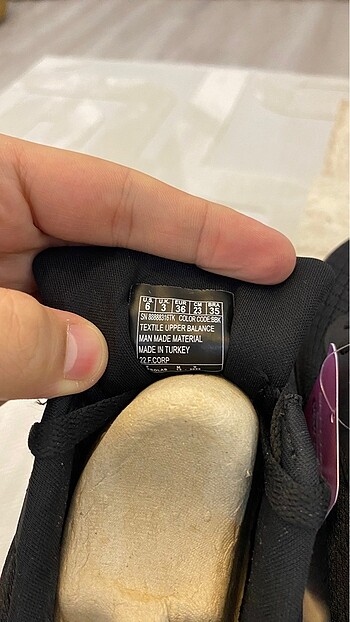 U.S U.K EUR CM BRA
6 3 36 23 35
SN 88888316TK COLOR CODE:BBK
TEXTILE UPPER BALANCE
MAN MADE MATERIAL
MADE IN TURKEY
22.F.CORP